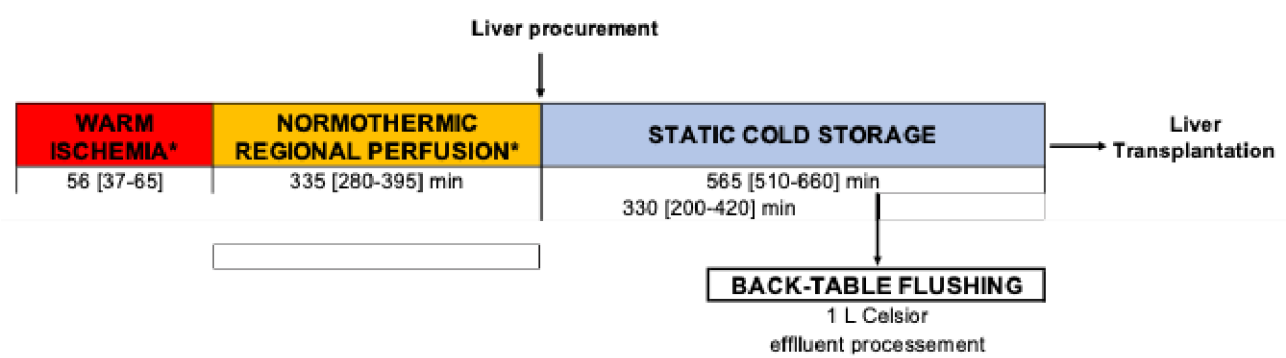 Liver procurement
WARM
ISCHEMIA*
NORMOTHERMIC
REGIONAL PERFUSION*
STATIC COLD STORAGE
Liver
Transplantation
56 [37-65]
335 [280-395] min
565 [510-660] min
330 [200-420] min
BACK-TABLE FLUSHING
1 L Celsior
efflluent processement